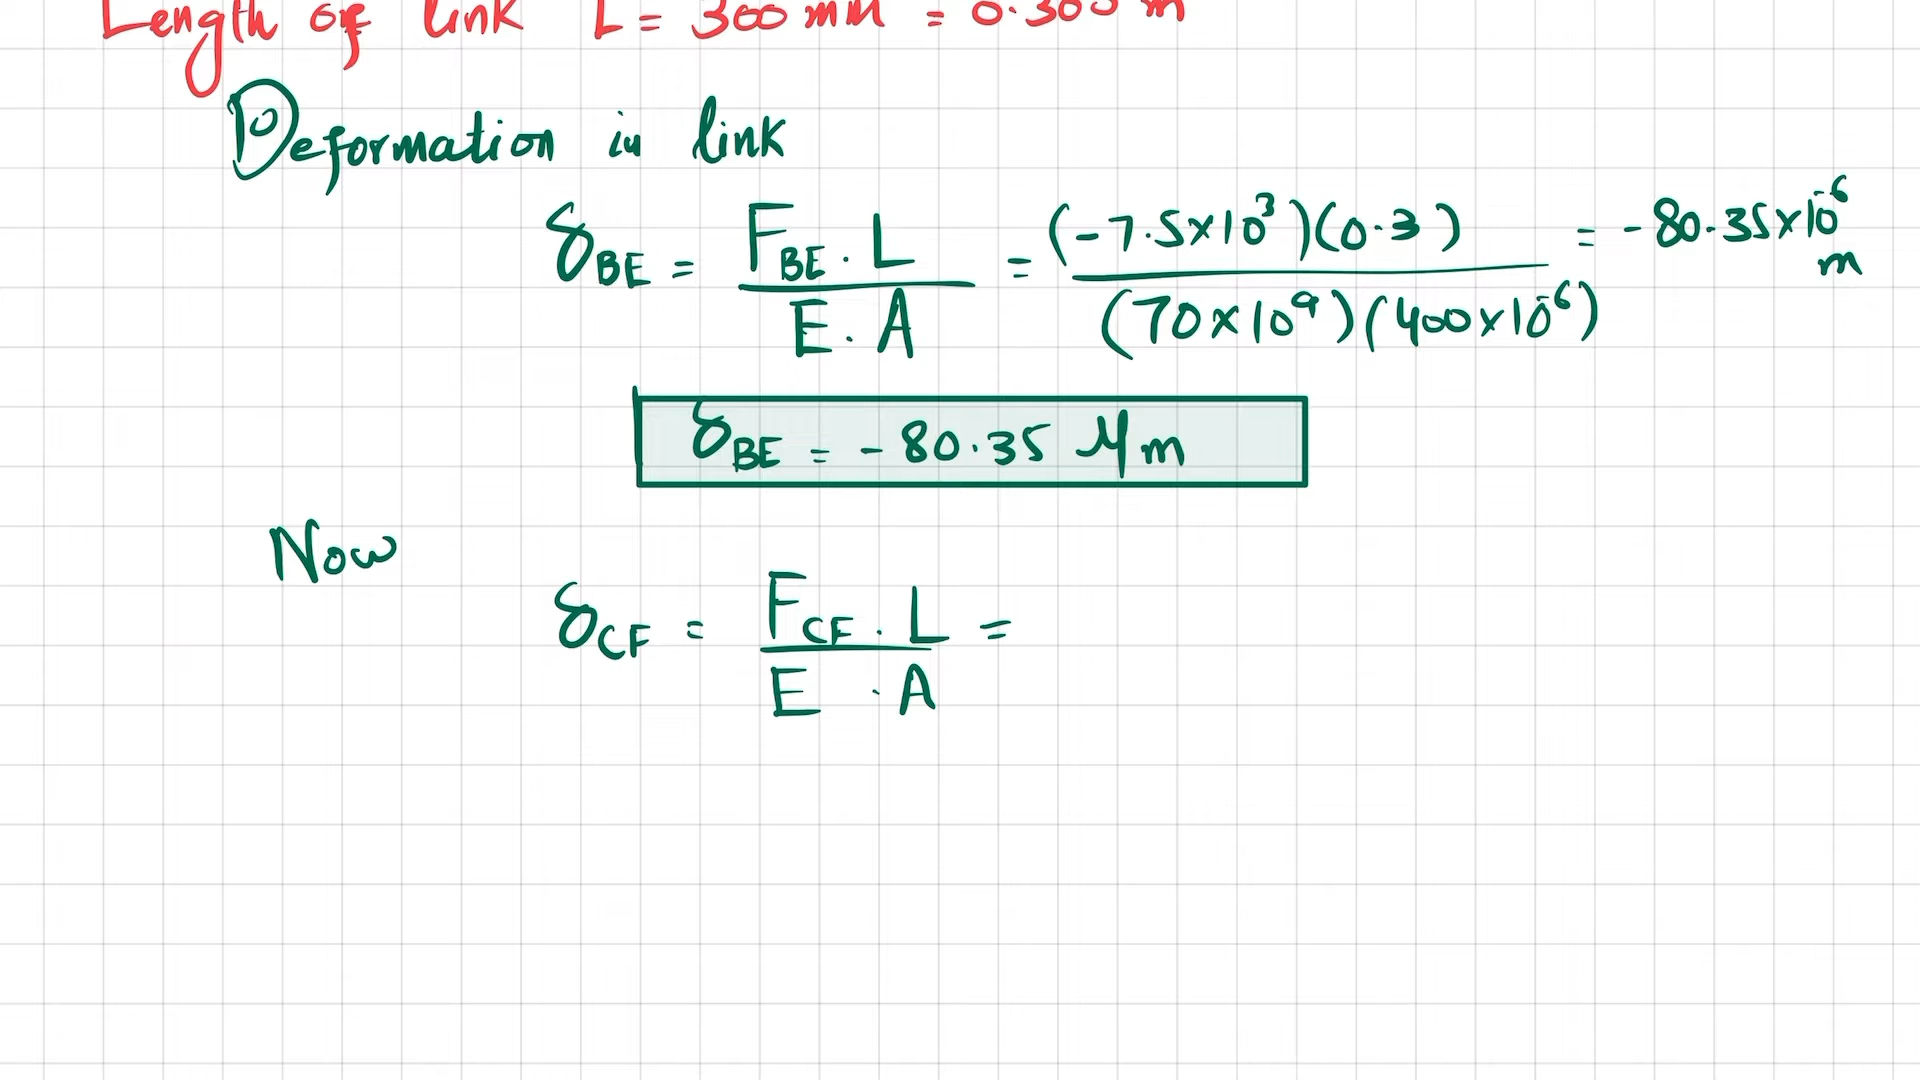 Length of link L = 300 mm = 0.300 m
Deformation in link
δBE = FBE . L / E . A = (-7.5×10³)(0.3) / (70×10⁹)(400×10⁻⁶) = -80.35×10⁻⁶ m
δBE = -80.35 μm
Now
δCF = FCF . L / E . A =